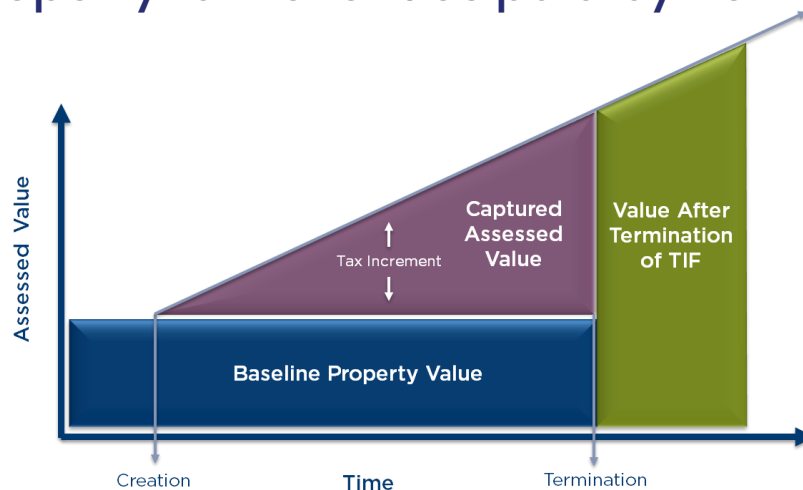 Assessed Value
Captured
Assessed
Value
Tax Increment
Value After
Termination
of TIF
Baseline Property Value
Creation
Time
Termination